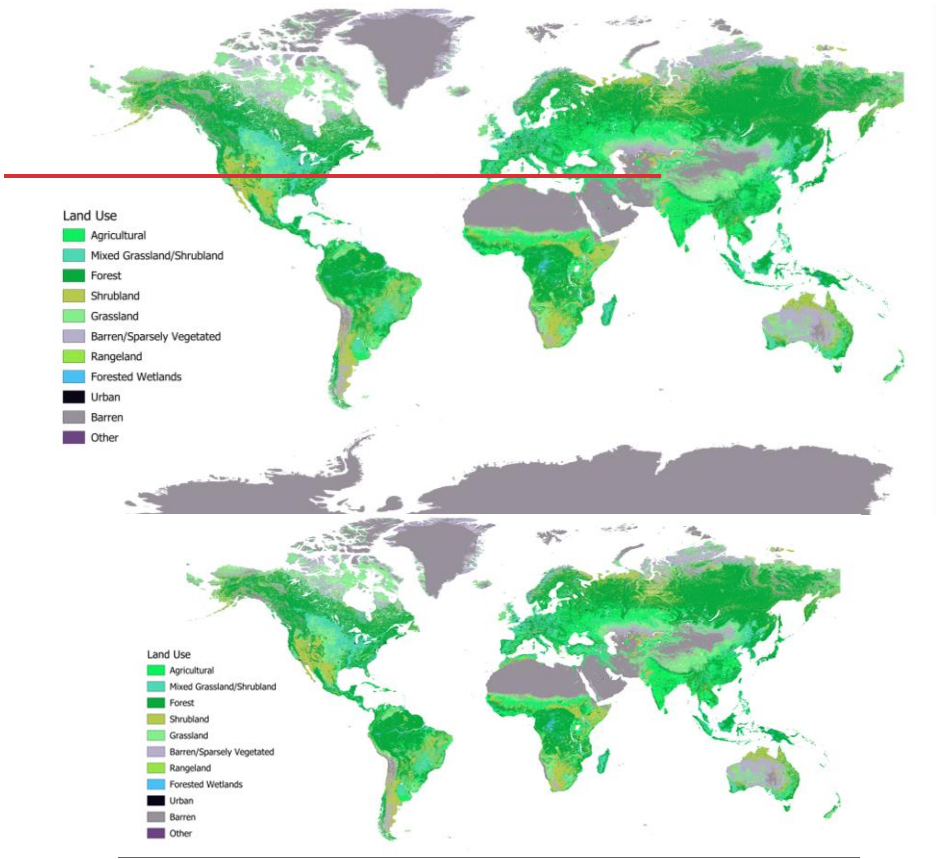 Land Use
Agricultural
Mixed Grassland/Shrubland
Forest
Shrubland
Grassland
Barren/Sparsely Vegetated
Rangeland
Forested Wetlands
Urban
Barren
Other
Land Use
Agricultural
Mixed Grassland/Shrubland
Forest
Shrubland
Grassland
Barren/Sparsely Vegetated
Rangeland
Forested Wetlands
Urban
Barren
Other